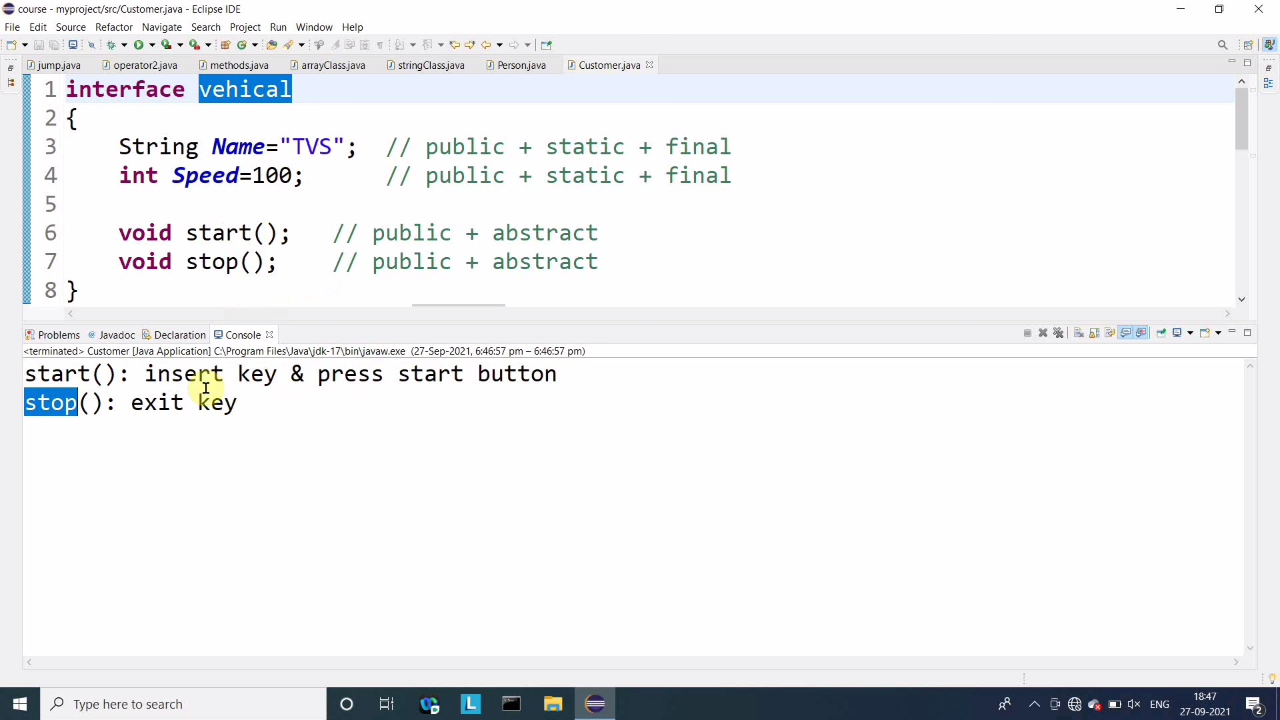 course - myproject/src/Customer.java - Eclipse IDE
File Edit Source Refactor Navigate Search Project Run Window Help
jump.java operator2.java methods.java arrayClass.java stringClass.java Person.java Customer.java
1 interface vehical
2 {
3 String Name="TVS"; // public + static + final
4 int Speed=100; // public + static + final
5
6 void start(); // public + abstract
7 void stop(); // public + abstract
8 }
Problems Javadoc Declaration Console
<terminated> Customer [Java Application] C:\Program Files\Java\jdk-17\bin\javaw.exe (27-Sep-2021, 6:46:57 pm – 6:46:57 pm)
start(): insert key & press start button
stop(): exit key
Type here to search
L
ENG
18:47
27-09-2021
2